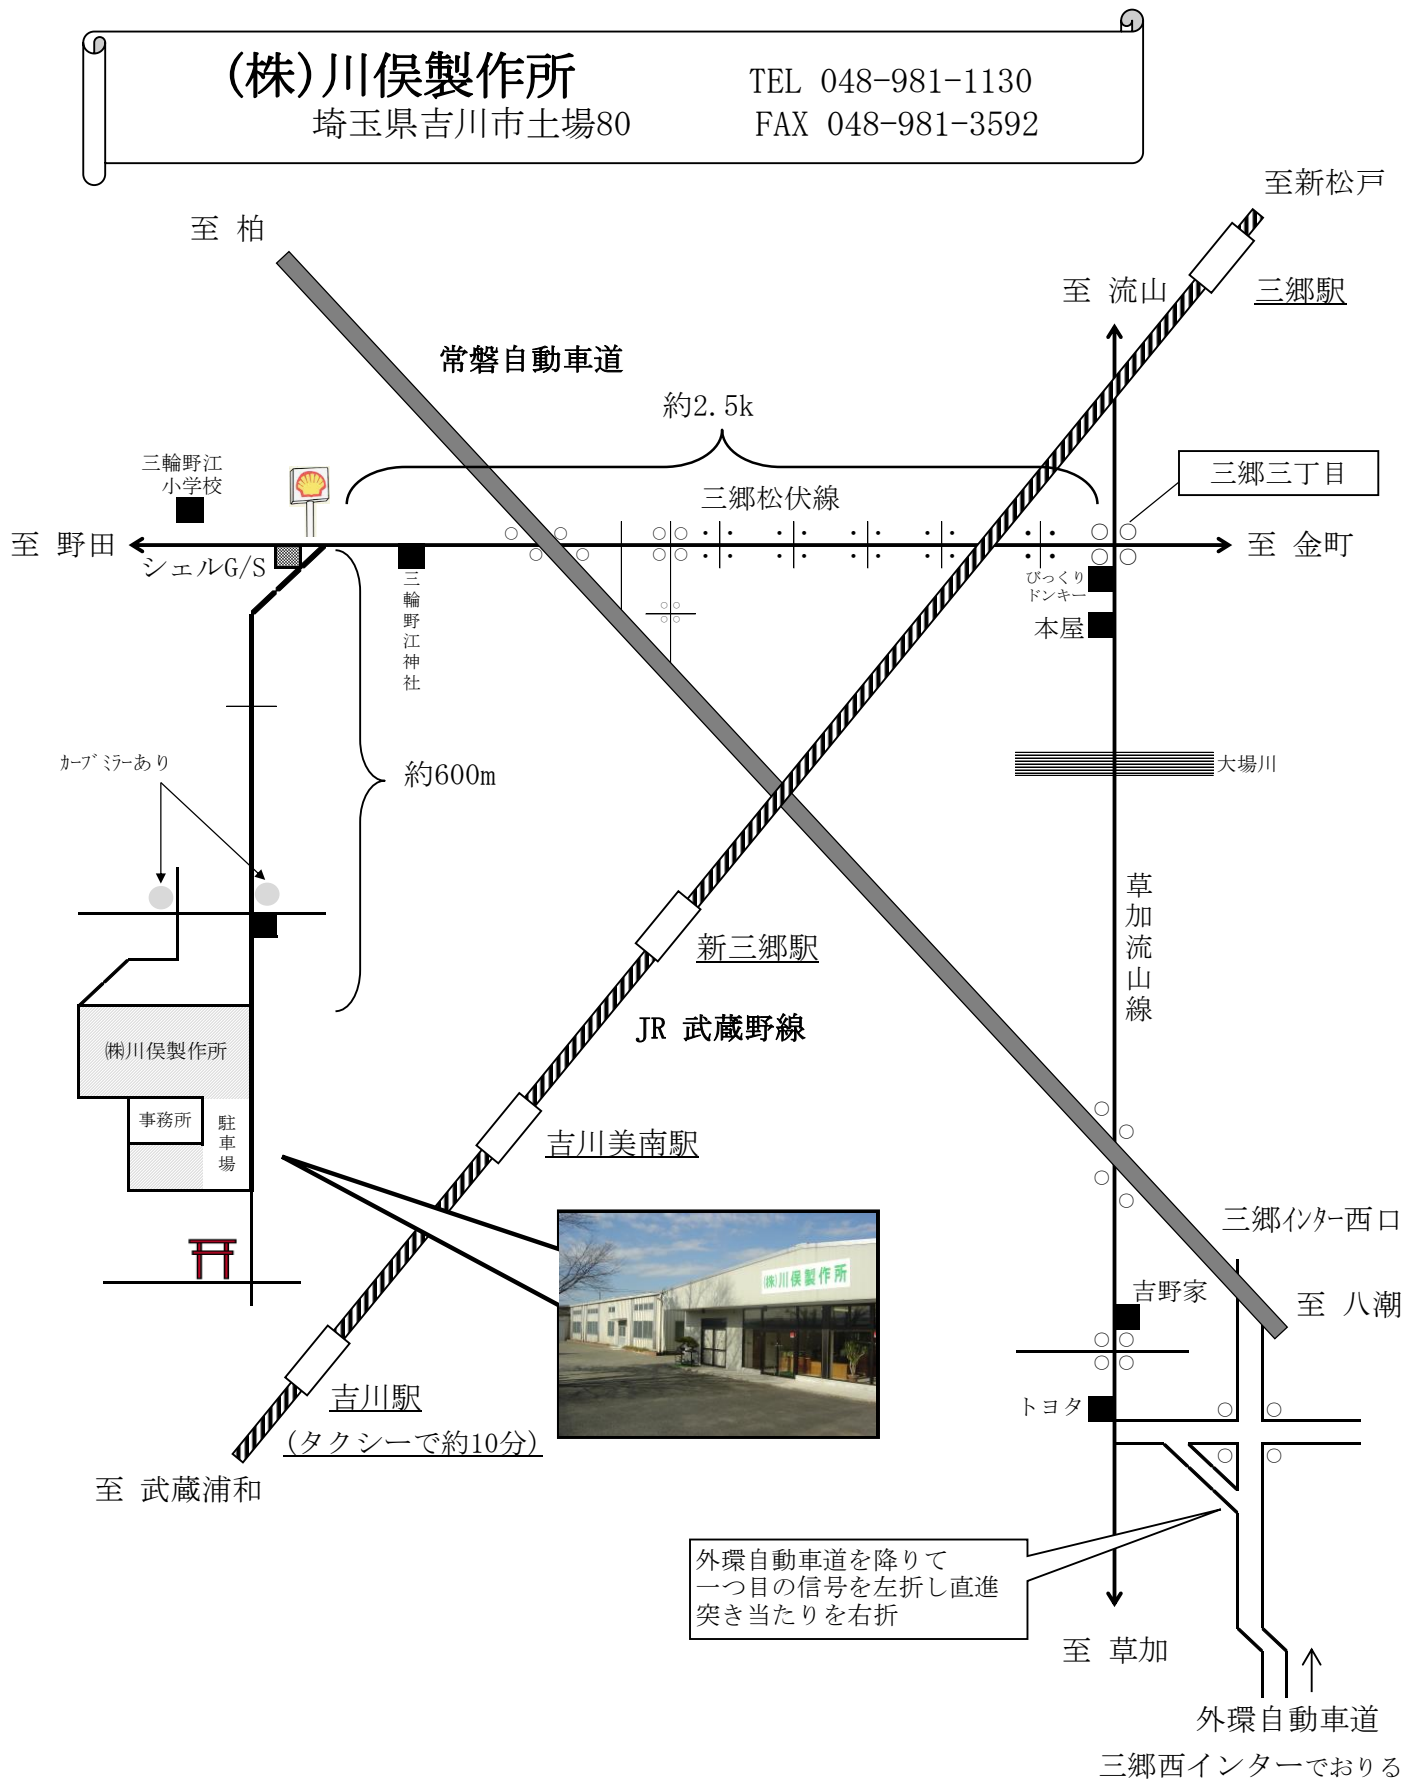 (株)川俣製作所
TEL 048-981-1130
埼玉県吉川市土場80
FAX 048-981-3592
至新松戸
至 柏
至 流山
三郷駅
常磐自動車道
約2.5k
三輪野江
小学校
三郷松伏線
三郷三丁目
至 野田
至 金町
シェルG/S
三輪野江神社
びっくり
ドンキー
本屋
カーブミラーあり
約600m
大場川
草加流山線
新三郷駅
JR 武蔵野線
㈱川俣製作所
事務所
駐車場
吉川美南駅
三郷インター西口
(株)川俣製作所
吉野家
至 八潮
吉川駅
(タクシーで約10分)
トヨタ
至 武蔵浦和
外環自動車道を降りて
一つ目の信号を左折し直進
突き当たりを右折
至 草加
外環自動車道
三郷西インターでおりる